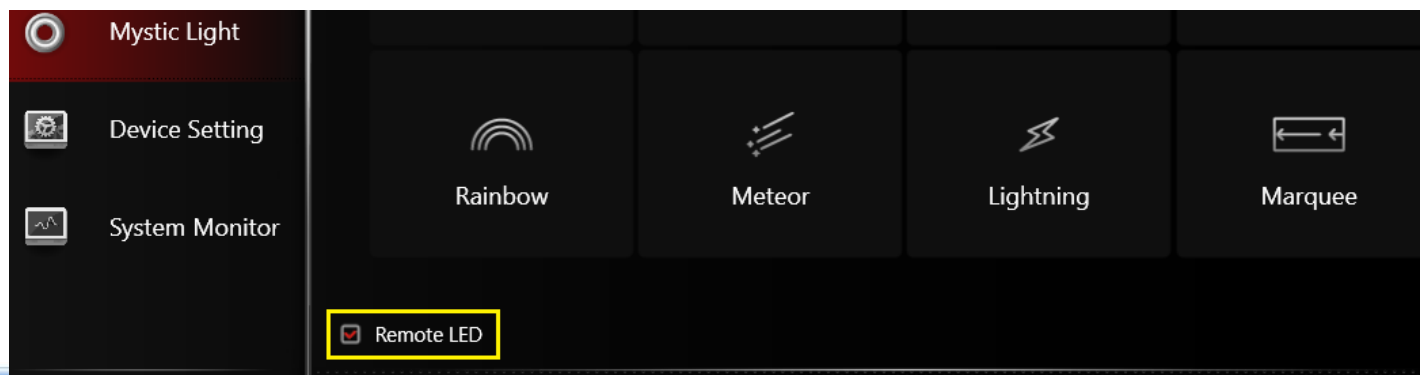 Mystic Light
Device Setting
System Monitor
Rainbow
Meteor
Lightning
Marquee
Remote LED